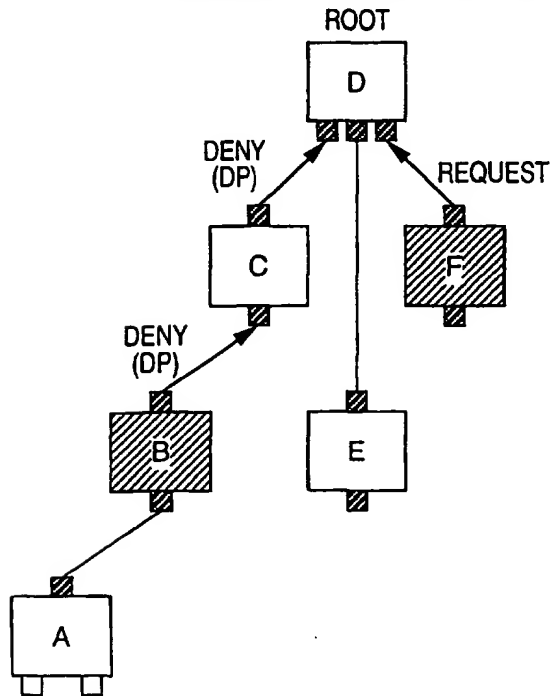 ROOT
D
DENY
(DP)
REQUEST
C
F
DENY
(DP)
B
E
A